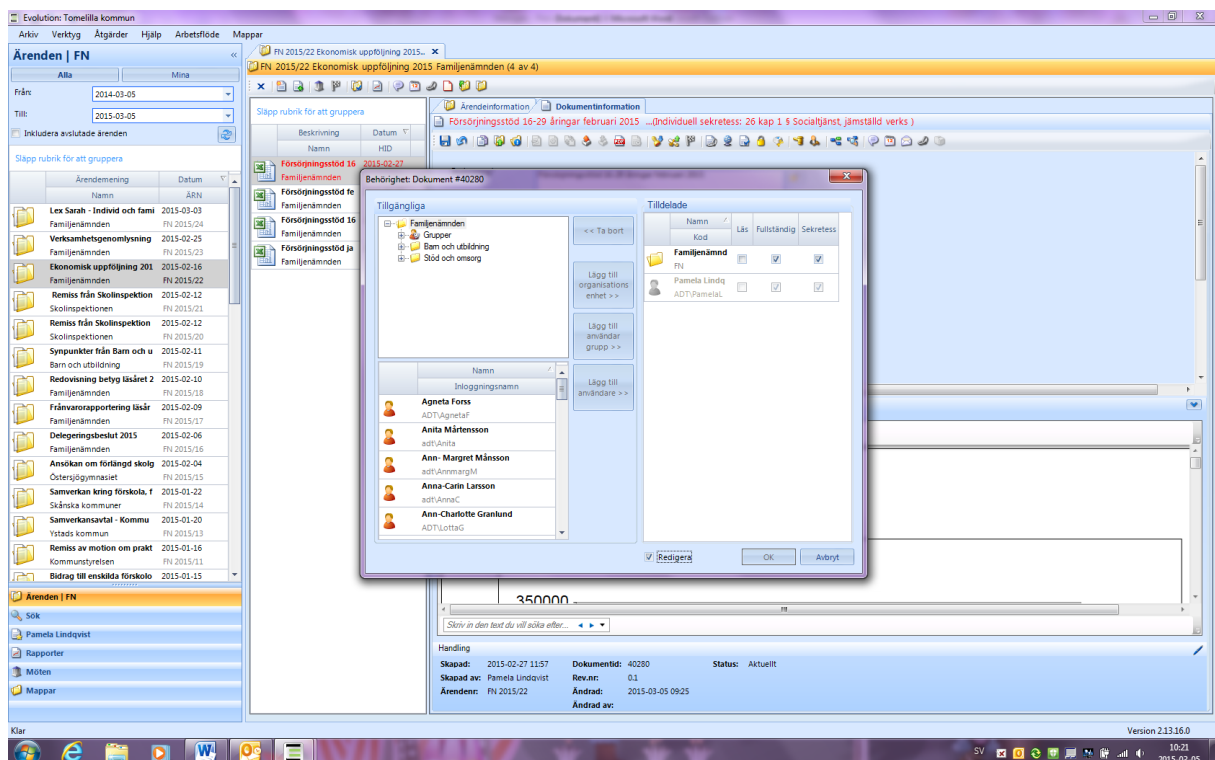 Evolution: Tomelilla kommun
Arkiv Verktyg Åtgärder Hjälp Arbetsflöde Mappar
Ärenden | FN «
Alla Mina
Från: 2014-03-05
Till: 2015-03-05
Inkludera avslutade ärenden
Släpp rubrik för att gruppera
Ärendemening Datum
Namn ÄRN
Lex Sarah - Individ och fami 2015-03-03
Familjenämnden FN 2015/24
Verksamhetsgenomlysning 2015-02-25
Familjenämnden FN 2015/23
Ekonomisk uppföljning 201 2015-02-16
Familjenämnden FN 2015/22
Remiss från Skolinspektion 2015-02-12
Skolinspektionen FN 2015/21
Remiss från Skolinspektion 2015-02-12
Skolinspektionen FN 2015/20
Synpunkter från Barn och u 2015-02-11
Barn och utbildning FN 2015/19
Redovisning betyg läsåret 2 2015-02-10
Familjenämnden FN 2015/18
Frånvarorapportering läsår 2015-02-09
Familjenämnden FN 2015/17
Delegeringsbeslut 2015 2015-02-06
Familjenämnden FN 2015/16
Ansökan om förlängd skolg 2015-02-04
Östersjögymnasiet FN 2015/15
Samverkan kring förskola, f 2015-01-22
Skånska kommuner FN 2015/14
Samverkansavtal - Kommu 2015-01-20
Ystads kommun FN 2015/13
Remiss av motion om prakt 2015-01-16
Kommunstyrelsen FN 2015/11
Bidrag till enskilda förskolo 2015-01-15
Ärenden | FN
Sök
Pamela Lindqvist
Rapporter
Möten
Mappar
Klar
FN 2015/22 Ekonomisk uppföljning 2015...
FN 2015/22 Ekonomisk uppföljning 2015 Familjenämnden (4 av 4)
Släpp rubrik för att gruppera
Beskrivning Datum
Namn HID
Försörjningsstöd 16 2015-02-27
Familjenämnden
Försörjningsstöd fe
Familjenämnden
Försörjningsstöd 16
Familjenämnden
Försörjningsstöd ja
Familjenämnden
Ärendeinformation Dokumentinformation
Försörjningsstöd 16-29 åringar februari 2015 ...(Individuell sekretess: 26 kap 1 § Socialtjänst, jämställd verks )
Behörighet: Dokument #40280
Tillgängliga
Familjenämnden
Grupper
Barn och utbildning
Stöd och omsorg
Namn
Inloggningsnamn
Agneta Forss
ADT\AgnetaF
Anita Mårtensson
adt\Anita
Ann- Margret Månsson
adt\AnnmargM
Anna-Carin Larsson
adt\AnnaC
Ann-Charlotte Granlund
ADT\LottaG
<< Ta bort
Lägg till
organisations
enhet >>
Lägg till
användar
grupp >>
Lägg till
användare >>
Tilldelade
Namn Läs Fullständig Sekretess
Kod
Familjenämnd
FN
Pamela Lindq
ADT\PamelaL
Redigera OK Avbryt
350000
Skriv in den text du vill söka efter...
Handling
Skapad: 2015-02-27 11:57 Dokumentid: 40280 Status: Aktuellt
Skapad av: Pamela Lindqvist Rev.nr: 0.1
Ärendenr: FN 2015/22 Ändrad: 2015-03-05 09:25
Ändrad av:
Version 2.13.16.0
SV 10:21
2015-03-05